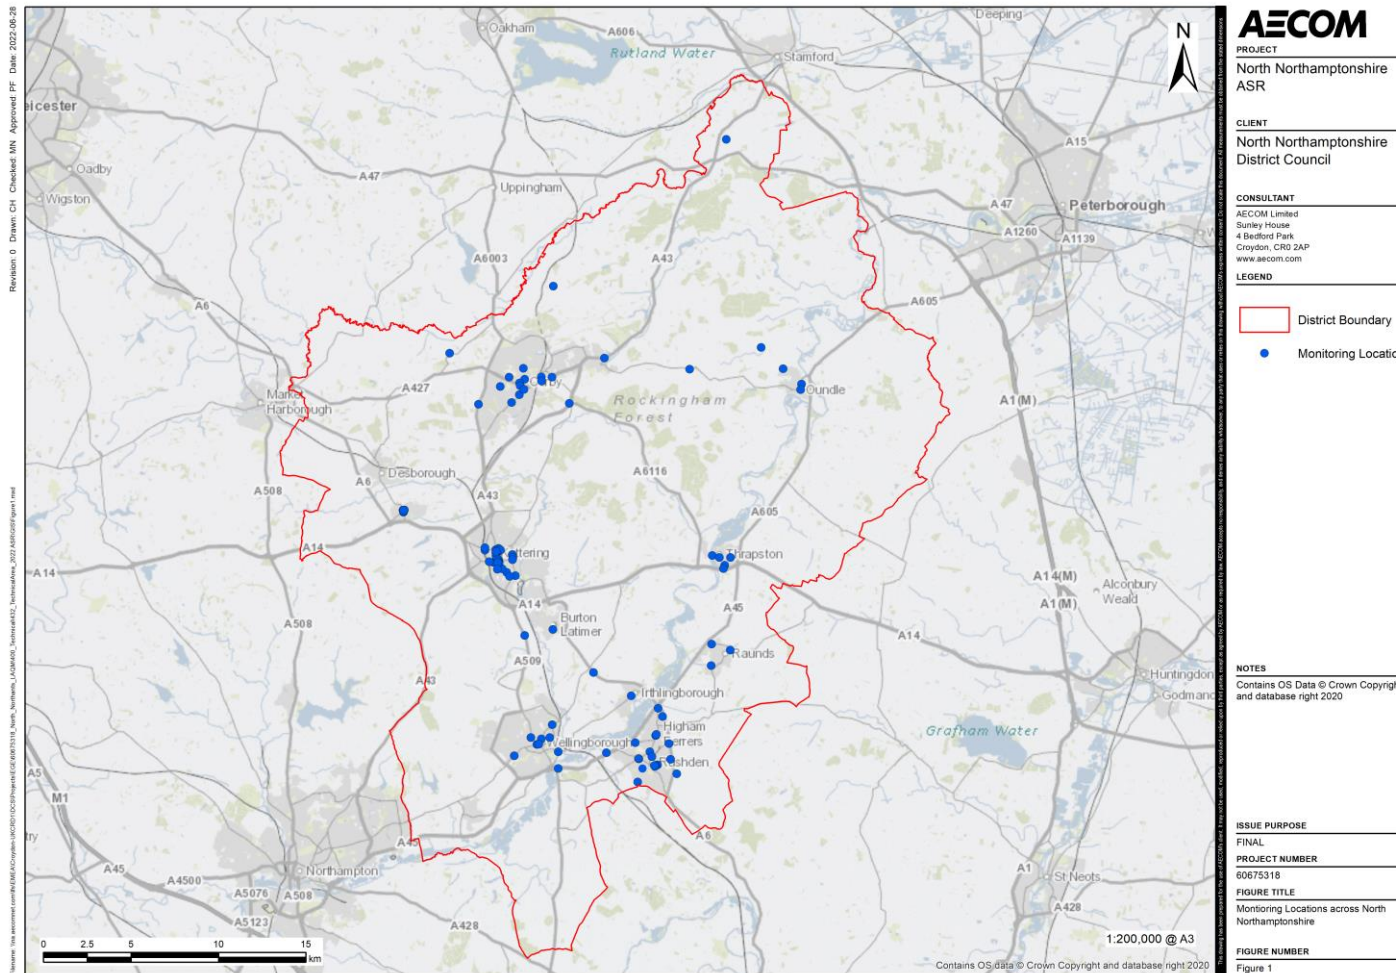 Revision: 0 Drawn: CH Checked: MN Approved: PF Date: 2022-06-28
Oakham
A606
Rutland Water
Stamford
Deeping
N
eicester
Oadby
Wigston
A47
Uppingham
A15
A47
Peterborough
A1260
A1139
A6003
A43
A6
A605
A427
Market
Harborough
Corby
Rockingham
Forest
Oundle
A1(M)
Desborough
A6
A508
A43
A6116
A605
A14
A14
Kettering
Thrapston
A14
A14(M)
A1(M)
Alconbury
Weald
A508
Burton
Latimer
A45
A14
A509
Raunds
A43
Irthlingborough
Huntingdon
Godmanc
Higham
Ferrers
Grafham Water
Wellingborough
Rushden
A5
M1
try
A45
A6
A45
A4500
Northampton
A5076
A508
A5123
A428
A1
St Neots
A428
0 2.5 5 10 15
km
1:200,000 @ A3
Contains OS data © Crown Copyright and database right 2020
AECOM
PROJECT
North Northamptonshire
ASR
CLIENT
North Northamptonshire
District Council
CONSULTANT
AECOM Limited
Sunley House
4 Bedford Park
Croydon, CR0 2AP
www.aecom.com
LEGEND
District Boundary
Monitoring Locatio
NOTES
Contains OS Data © Crown Copyrigh
and database right 2020
ISSUE PURPOSE
FINAL
PROJECT NUMBER
60675318
FIGURE TITLE
Montioring Locations across North
Northamptonshire
FIGURE NUMBER
Figure 1